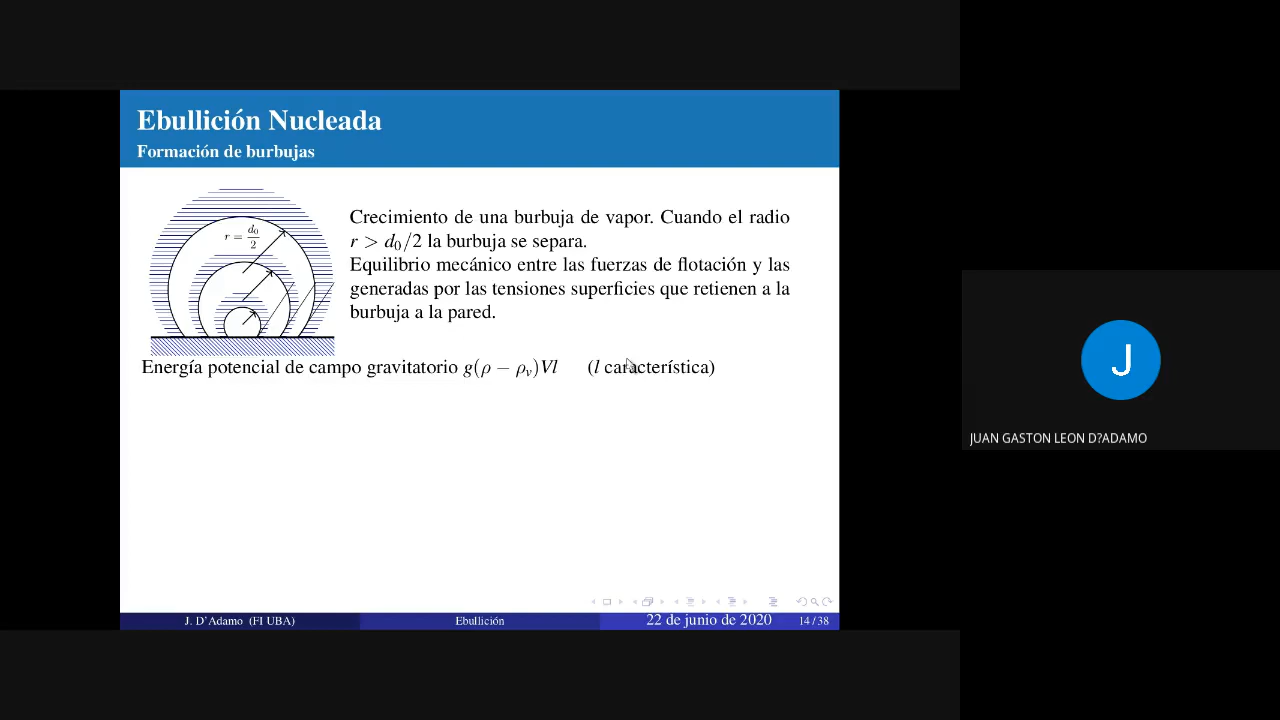 Ebullición Nucleada
Formación de burbujas
r = d₀/2
Crecimiento de una burbuja de vapor. Cuando el radio
r > d₀/2 la burbuja se separa.
Equilibrio mecánico entre las fuerzas de flotación y las
generadas por las tensiones superficies que retienen a la
burbuja a la pared.
Energía potencial de campo gravitatorio g(ρ − ρᵥ)Vl (l característica)
J
JUAN GASTON LEON D?ADAMO
J. D'Adamo (FI UBA) Ebullición 22 de junio de 2020 14 / 38